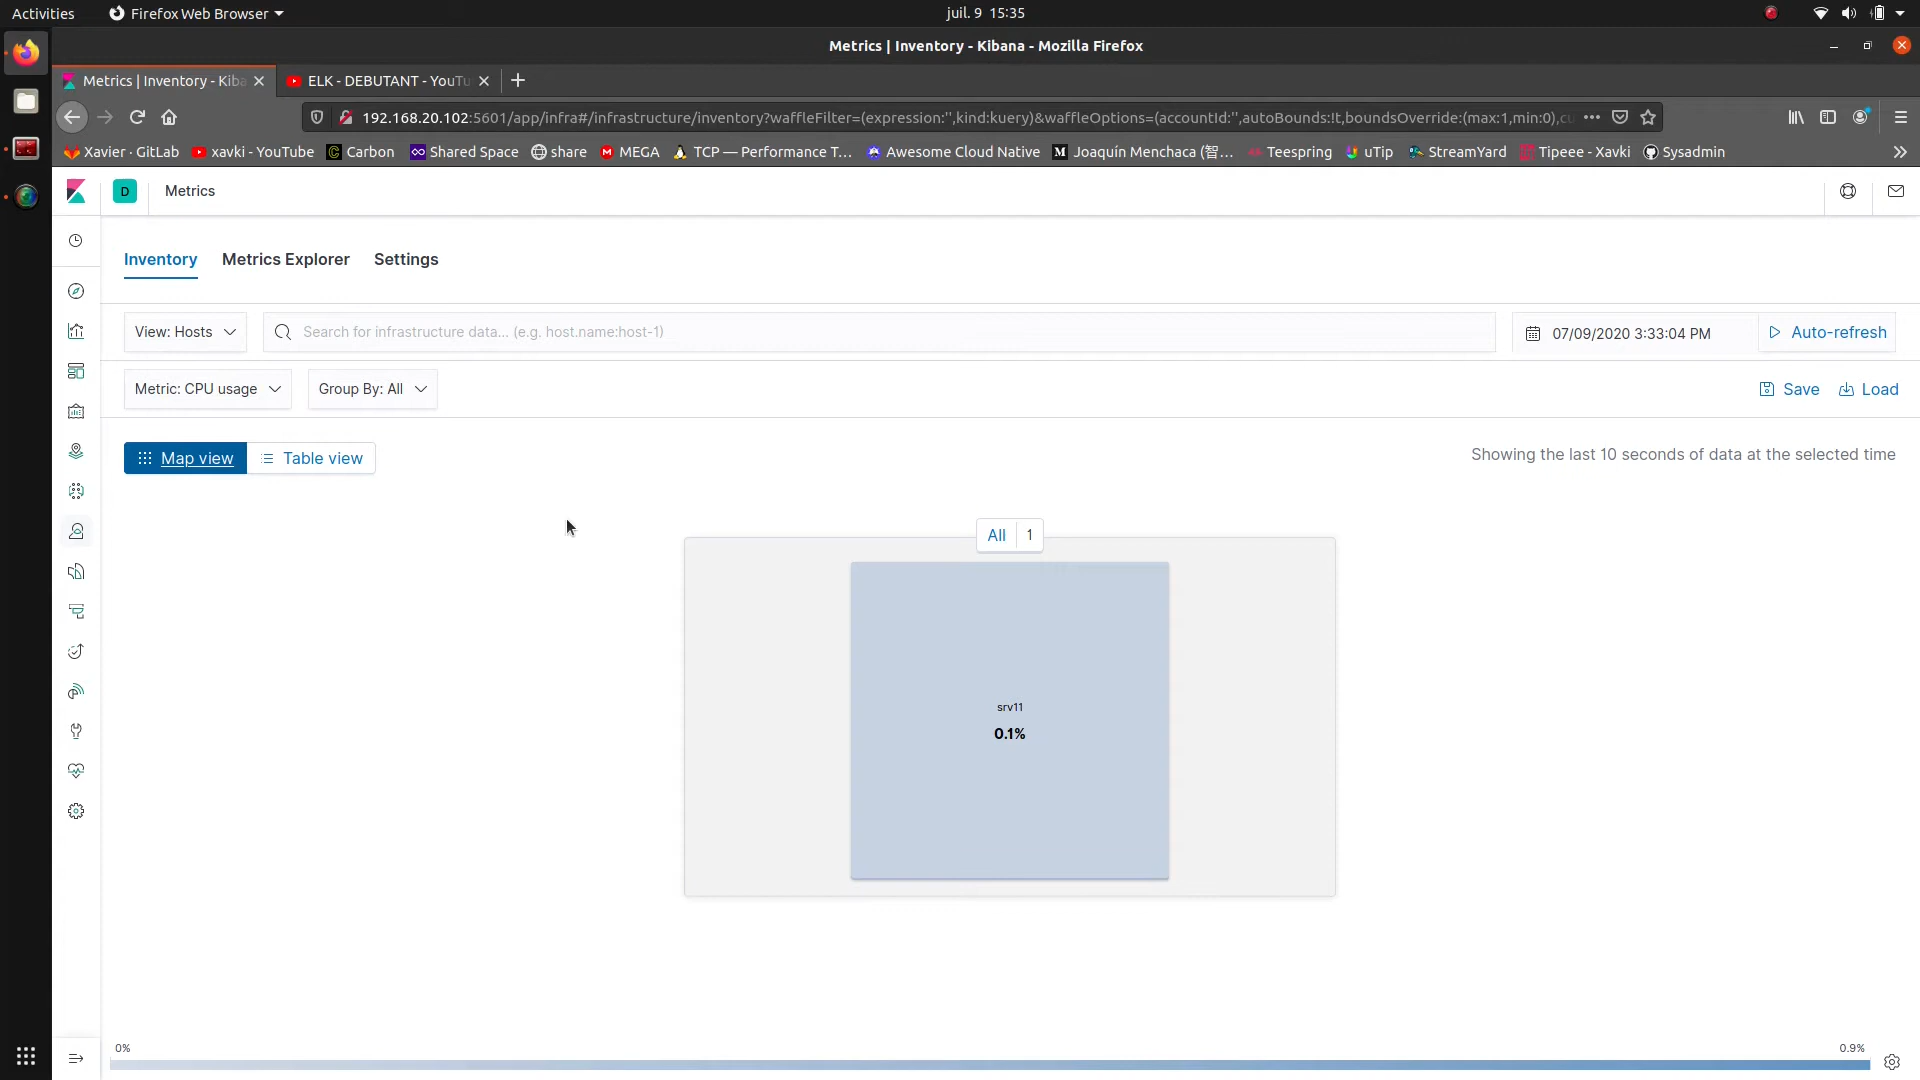 Activities
Firefox Web Browser
juil. 9 15:35
Metrics | Inventory - Kibana - Mozilla Firefox
Metrics | Inventory - Kiba
ELK - DEBUTANT - YouTu
192.168.20.102:5601/app/infra#/infrastructure/inventory?waffleFilter=(expression:'',kind:kuery)&waffleOptions=(accountId:'',autoBounds:!t,boundsOverride:(max:1,min:0),cu
Xavier · GitLab
xavki - YouTube
Carbon
Shared Space
share
MEGA
TCP — Performance T...
Awesome Cloud Native
Joaquín Menchaca (智...
Teespring
uTip
StreamYard
Tipeee - Xavki
Sysadmin
D
Metrics
Inventory
Metrics Explorer
Settings
View: Hosts
Search for infrastructure data... (e.g. host.name:host-1)
07/09/2020 3:33:04 PM
Auto-refresh
Metric: CPU usage
Group By: All
Save
Load
Map view
Table view
Showing the last 10 seconds of data at the selected time
All 1
srv11
0.1%
0%
0.9%